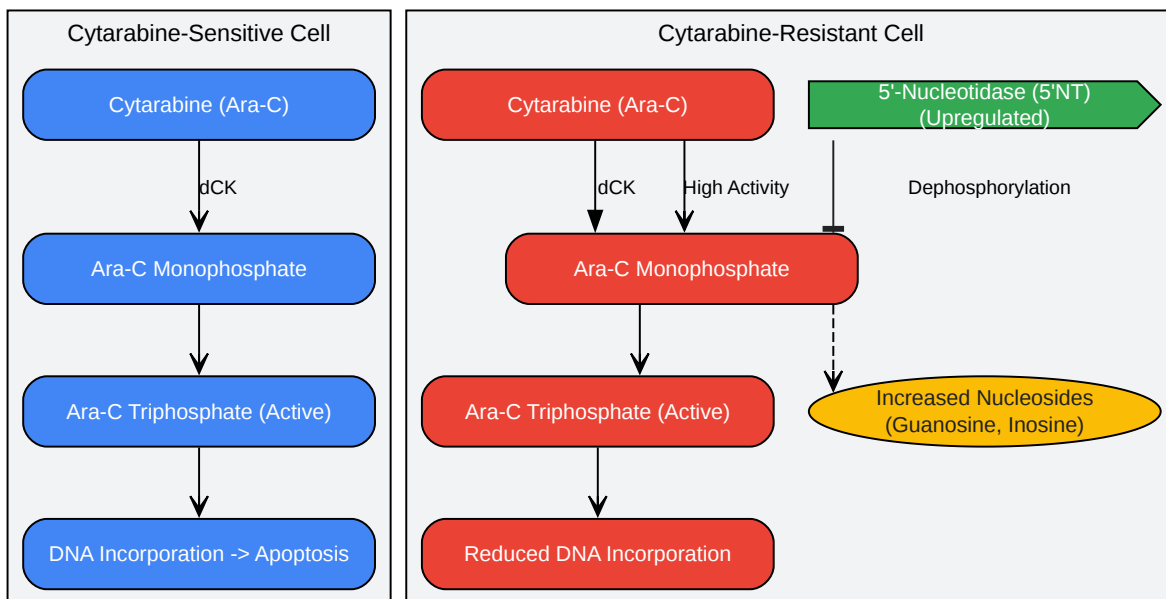 Cytarabine-Sensitive Cell
Cytarabine (Ara-C)
dCK
Ara-C Monophosphate
Ara-C Triphosphate (Active)
DNA Incorporation -> Apoptosis
Cytarabine-Resistant Cell
Cytarabine (Ara-C)
5'-Nucleotidase (5'NT)
(Upregulated)
dCK
High Activity
Dephosphorylation
Ara-C Monophosphate
Ara-C Triphosphate (Active)
Increased Nucleosides
(Guanosine, Inosine)
Reduced DNA Incorporation